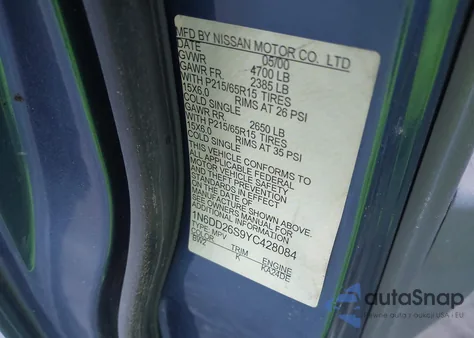 MFD BY NISSAN MOTOR CO. LTD
DATE 05/00
GVWR 4700 LB
GAWR FR. 2385 LB
WITH P215/65R15 TIRES
15X6.0 RIMS AT 26 PSI
COLD SINGLE
GAWR RR. 2650 LB
WITH P215/65R15 TIRES
15X6.0 RIMS AT 35 PSI
COLD SINGLE
THIS VEHICLE CONFORMS TO
ALL APPLICABLE FEDERAL
MOTOR VEHICLE SAFETY
AND THEFT PREVENTION
STANDARDS IN EFFECT ON
THE DATE OF
MANUFACTURE SHOWN ABOVE.
SEE OWNERS MANUAL FOR
ADDITIONAL INFORMATION
1N6DD26S9YC428084
TYPE: MPV
COLOR TRIM ENGINE
BW2 K KA24DE
autaSnap